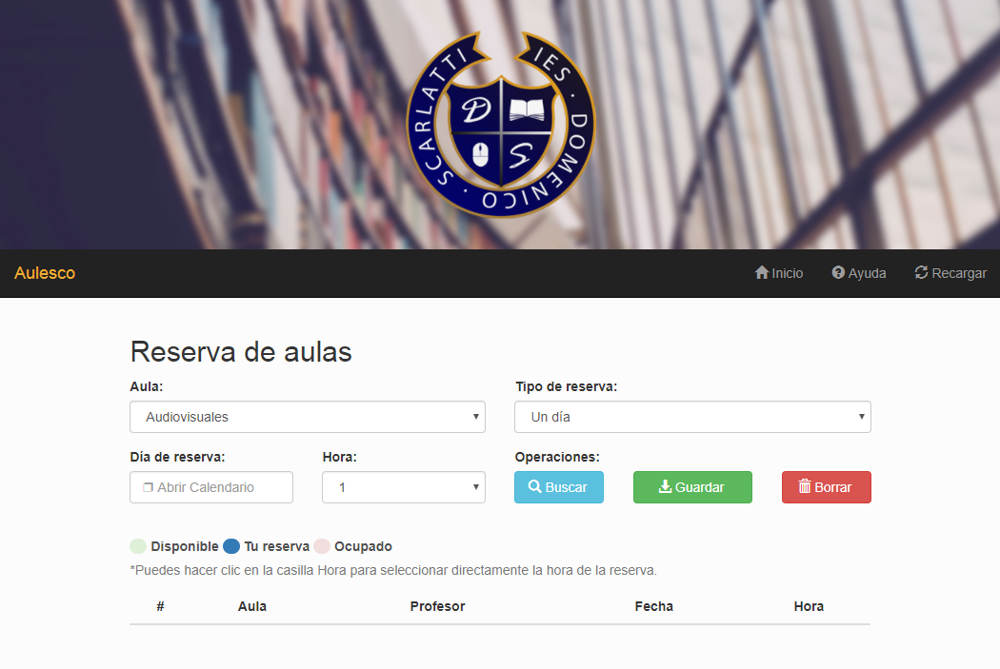 IES · DOMENICO · SCARLATTI
D
S
Aulesco
Inicio
Ayuda
Recargar
Reserva de aulas
Aula:
Tipo de reserva:
Audiovisuales
Un día
Día de reserva:
Hora:
Operaciones:
Abrir Calendario
1
Buscar
Guardar
Borrar
Disponible Tu reserva Ocupado
*Puedes hacer clic en la casilla Hora para seleccionar directamente la hora de la reserva.
# Aula Profesor Fecha Hora